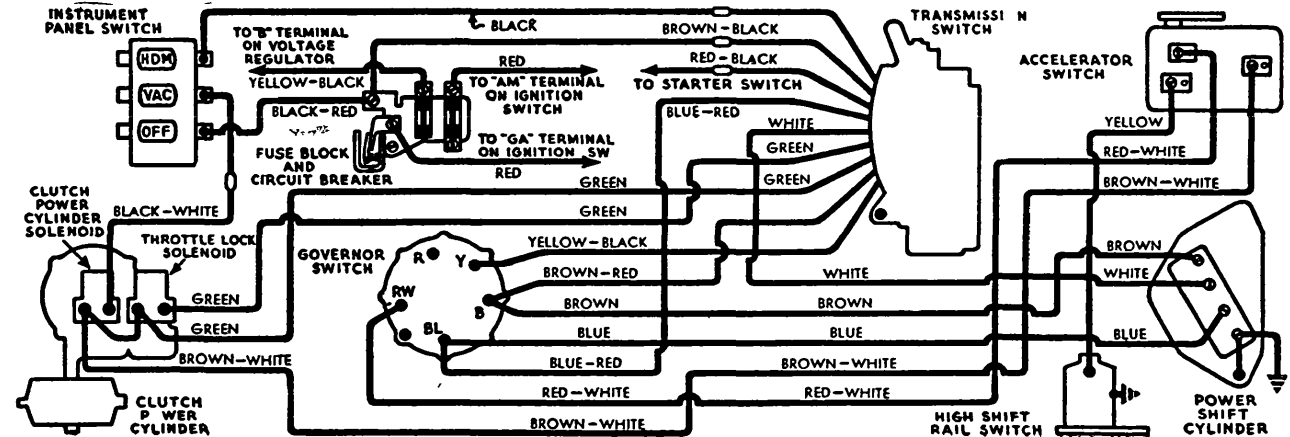 INSTRUMENT
PANEL SWITCH
HDM
VAC
OFF
TO "B" TERMINAL
ON VOLTAGE
REGULATOR
YELLOW-BLACK
BLACK-RED
FUSE BLOCK
AND
CIRCUIT BREAKER
BLACK
RED
TO "AM" TERMINAL
ON IGNITION
SWITCH
TO "GA" TERMINAL
ON IGNITION SW
RED
BROWN-BLACK
RED-BLACK
TO STARTER SWITCH
BLUE-RED
WHITE
GREEN
GREEN
TRANSMISSI N
SWITCH
ACCELERATOR
SWITCH
YELLOW
RED-WHITE
BROWN-WHITE
CLUTCH
POWER
CYLINDER
SOLENOID
BLACK-WHITE
THROTTLE LOCK
SOLENOID
GREEN
GREEN
GREEN
GREEN
BROWN-WHITE
CLUTCH
P WER
CYLINDER
GOVERNOR
SWITCH
R
Y
RW
B
BL
YELLOW-BLACK
BROWN-RED
BROWN
BLUE
BLUE-RED
RED-WHITE
BROWN-WHITE
WHITE
BROWN
BLUE
BROWN-WHITE
RED-WHITE
BROWN
WHITE
BLUE
HIGH SHIFT
RAIL SWITCH
POWER
SHIFT
CYLINDER